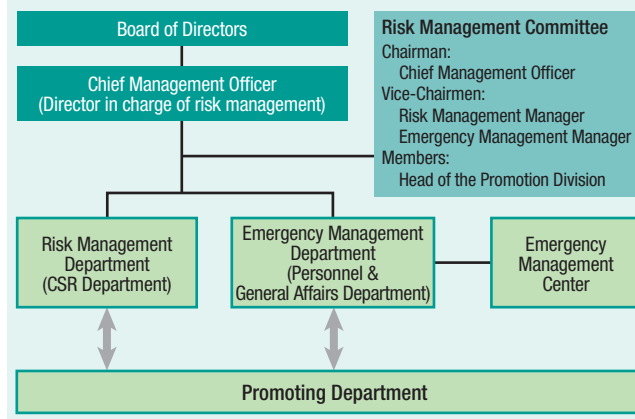 Board of Directors
Chief Management Officer
(Director in charge of risk management)
Risk Management Committee
Chairman:
Chief Management Officer
Vice-Chairmen:
Risk Management Manager
Emergency Management Manager
Members:
Head of the Promotion Division
Risk Management
Department
(CSR Department)
Emergency Management
Department
(Personnel &
General Affairs Department)
Emergency
Management
Center
Promoting Department